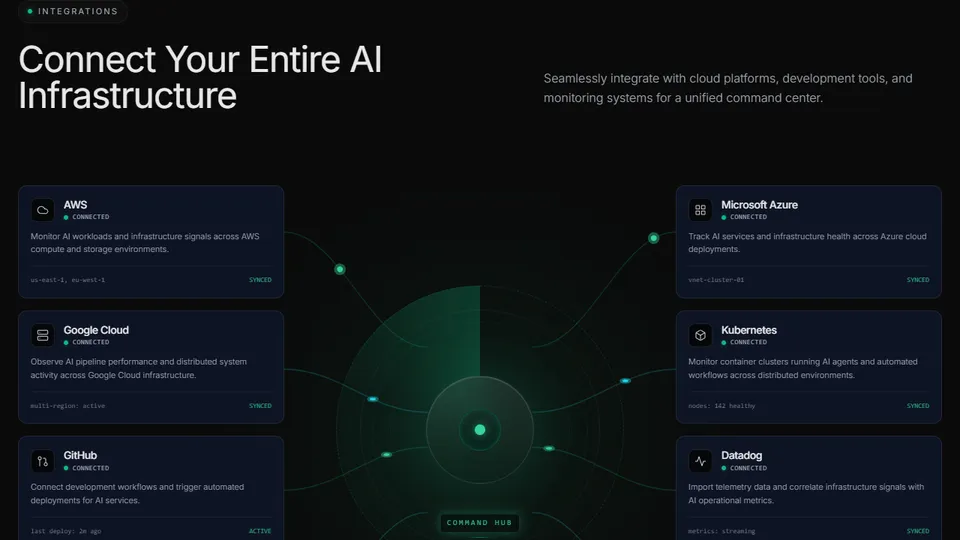 INTEGRATIONS
Connect Your Entire AI
Infrastructure
Seamlessly integrate with cloud platforms, development tools, and
monitoring systems for a unified command center.
AWS
CONNECTED
Monitor AI workloads and infrastructure signals across AWS
compute and storage environments.
us-east-1, eu-west-1
SYNCED
Google Cloud
CONNECTED
Observe AI pipeline performance and distributed system
activity across Google Cloud infrastructure.
multi-region: active
SYNCED
GitHub
CONNECTED
Connect development workflows and trigger automated
deployments for AI services.
last deploy: 2m ago
ACTIVE
COMMAND HUB
Microsoft Azure
CONNECTED
Track AI services and infrastructure health across Azure cloud
deployments.
vnet-cluster-01
SYNCED
Kubernetes
CONNECTED
Monitor container clusters running AI agents and automated
workflows across distributed environments.
nodes: 142 healthy
SYNCED
Datadog
CONNECTED
Import telemetry data and correlate infrastructure signals with
AI operational metrics.
metrics: streaming
SYNCED